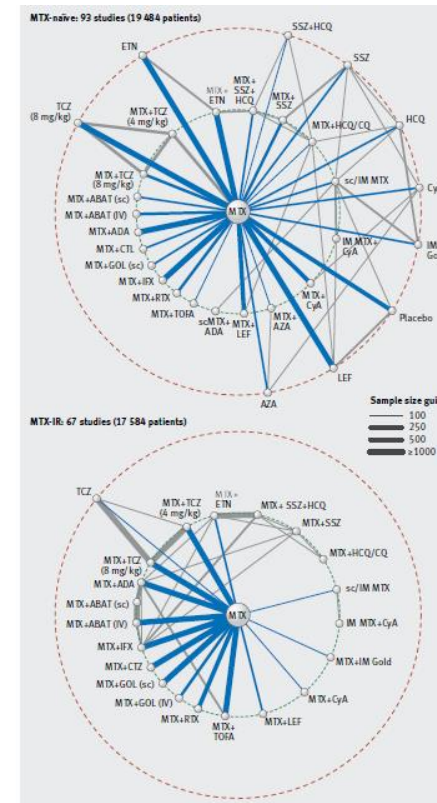 MTX-naïve: 93 studies (19 484 patients)
SSZ+HCQ
ETN
SSZ
MTX+
ETN
MTX+
SSZ+
HCQ
MTX+
SSZ
TCZ
(8 mg/kg)
MTX+TCZ
(4 mg/kg)
HCQ
MTX+HCQ/CQ
MTX+TCZ
(8 mg/kg)
sc/IM MTX
Cy
MTX+ABAT (sc)
MTX+ABAT (IV)
MTX
MTX+ADA
IM MTX+
CyA
IM
Gol
MTX+CTL
MTX+GOL (sc)
MTX+IFX
MTX+
CyA
MTX+RTX
MTX+TOFA
scMTX+
ADA
MTX+
LEF
MTX+
AZA
Placebo
LEF
AZA
Sample size gui
100
250
500
≥1000
MTX-IR: 67 studies (17 584 patients)
TCZ
MTX+TCZ
(4 mg/kg)
MTX+
ETN
MTX+ SSZ+HCQ
MTX+SSZ
MTX+TCZ
(8 mg/kg)
MTX+HCQ/CQ
MTX+ADA
MTX+ABAT (sc)
sc/IM MTX
MTX+ABAT (IV)
MTX
IM MTX+CyA
MTX+IFX
MTX+CTZ
MTX+IM Gold
MTX+GOL (sc)
MTX+GOL (IV)
MTX+CyA
MTX+RTX
MTX+
TOFA
MTX+LEF